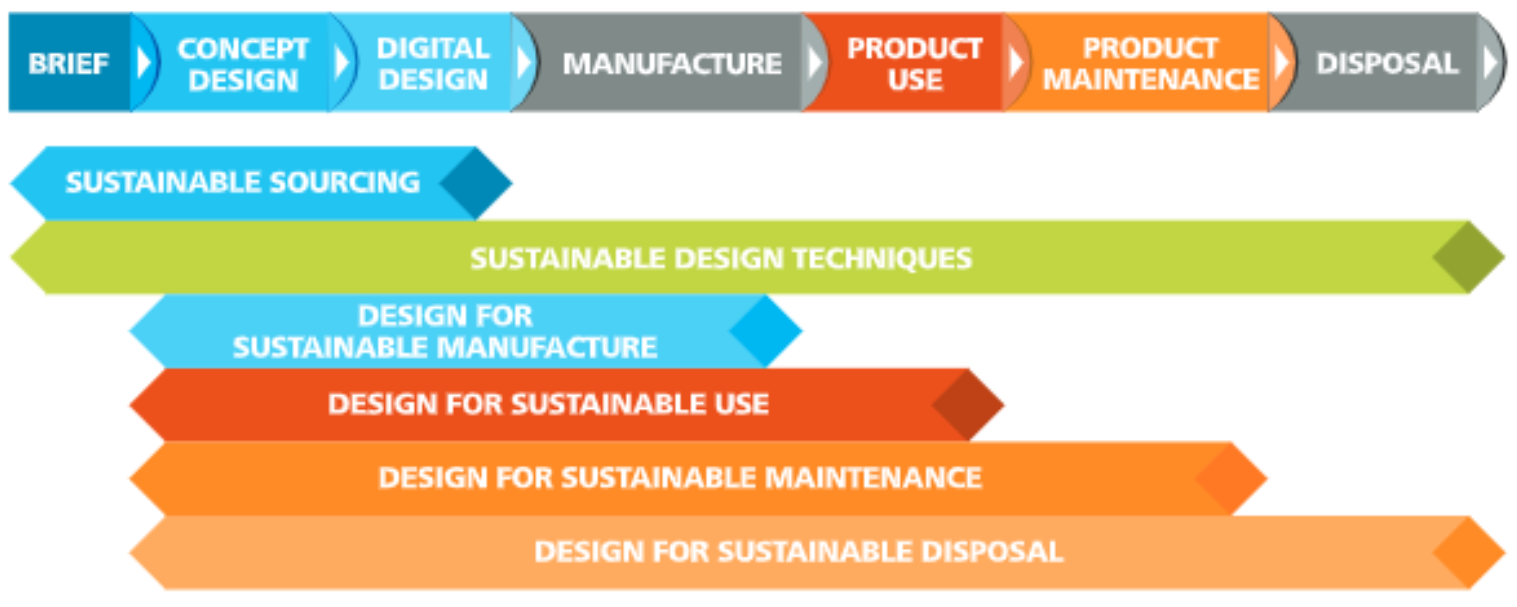 BRIEF
CONCEPT
DESIGN
DIGITAL
DESIGN
MANUFACTURE
PRODUCT
USE
PRODUCT
MAINTENANCE
DISPOSAL
SUSTAINABLE SOURCING
SUSTAINABLE DESIGN TECHNIQUES
DESIGN FOR
SUSTAINABLE MANUFACTURE
DESIGN FOR SUSTAINABLE USE
DESIGN FOR SUSTAINABLE MAINTENANCE
DESIGN FOR SUSTAINABLE DISPOSAL